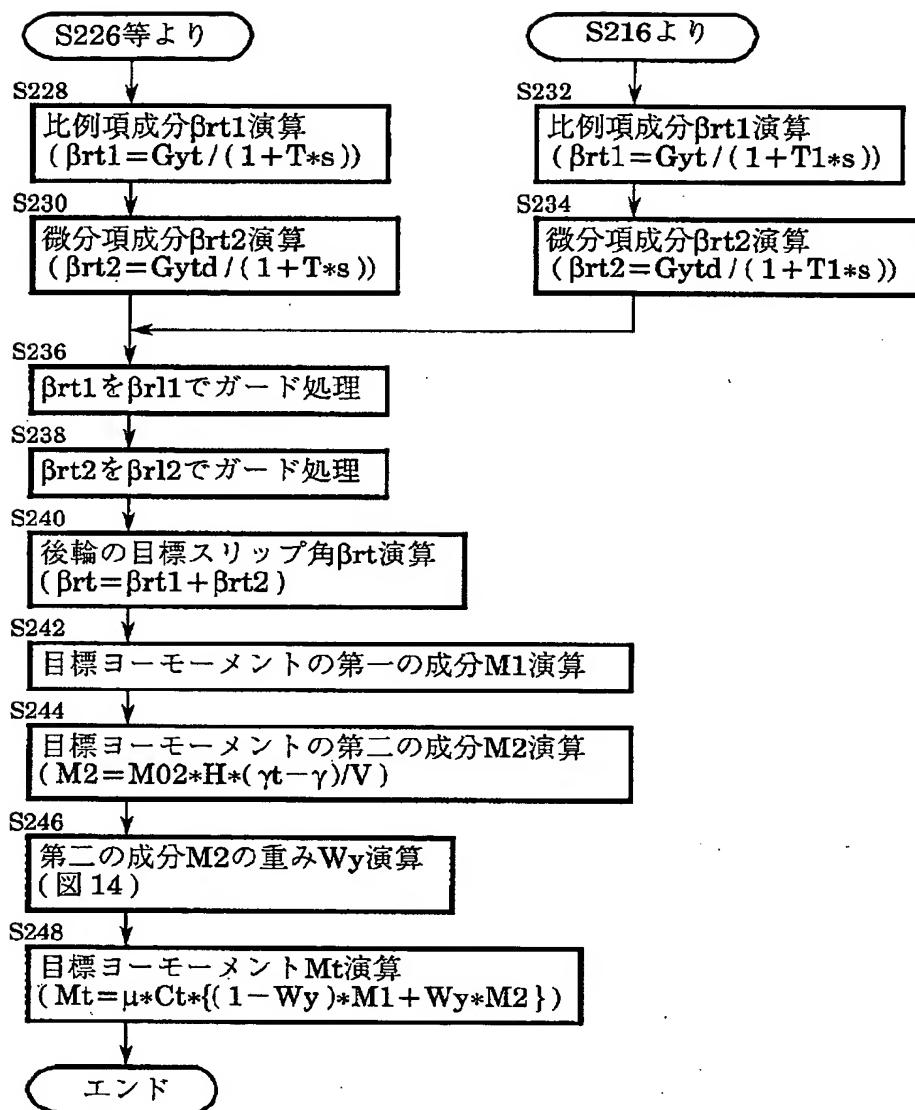 S226等より
S228
比例項成分βrt1演算
(βrt1=Gyt/(1+T*s))
S230
微分項成分βrt2演算
(βrt2=Gytd/(1+T*s))
S216より
S232
比例項成分βrt1演算
(βrt1=Gyt/(1+T1*s))
S234
微分項成分βrt2演算
(βrt2=Gytd/(1+T1*s))
S236
βrt1をβrl1でガード処理
S238
βrt2をβrl2でガード処理
S240
後輪の目標スリップ角βrt演算
(βrt=βrt1+βrt2)
S242
目標ヨーモーメントの第一の成分M1演算
S244
目標ヨーモーメントの第二の成分M2演算
(M2=M02*H*(γt−γ)/V)
S246
第二の成分M2の重みWy演算
(図14)
S248
目標ヨーモーメントMt演算
(Mt=μ*Ct*{(1−Wy)*M1+Wy*M2})
エンド